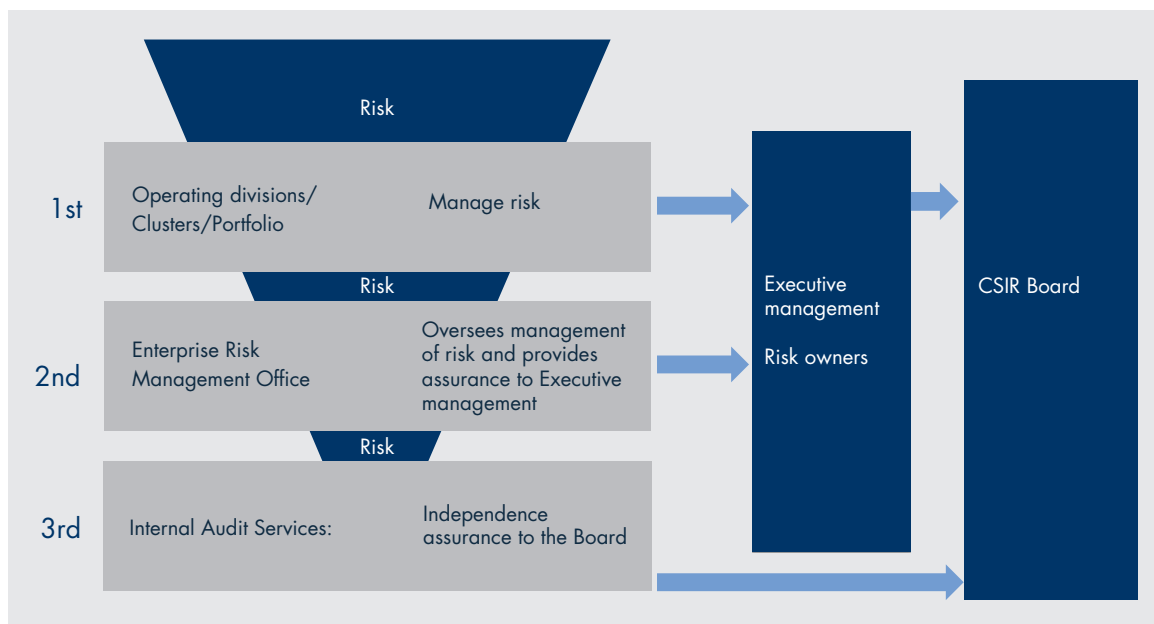 Risk
1st
Operating divisions/
Clusters/Portfolio
Manage risk
Risk
2nd
Enterprise Risk
Management Office
Oversees management
of risk and provides
assurance to Executive
management
Risk
3rd
Internal Audit Services:
Independence
assurance to the Board
Executive
management
Risk owners
CSIR Board